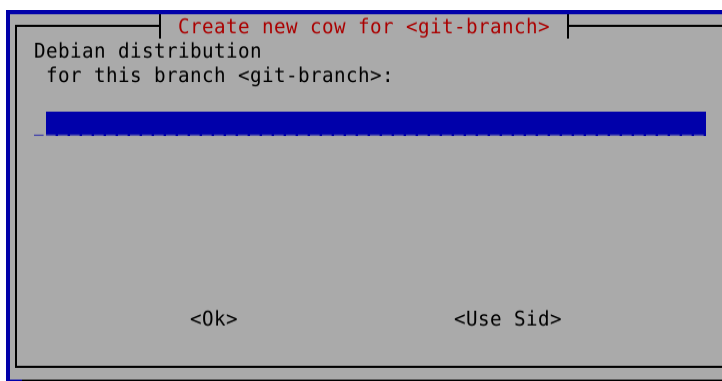 Create new cow for <git-branch>
Debian distribution
for this branch <git-branch>:
<Ok> <Use Sid>